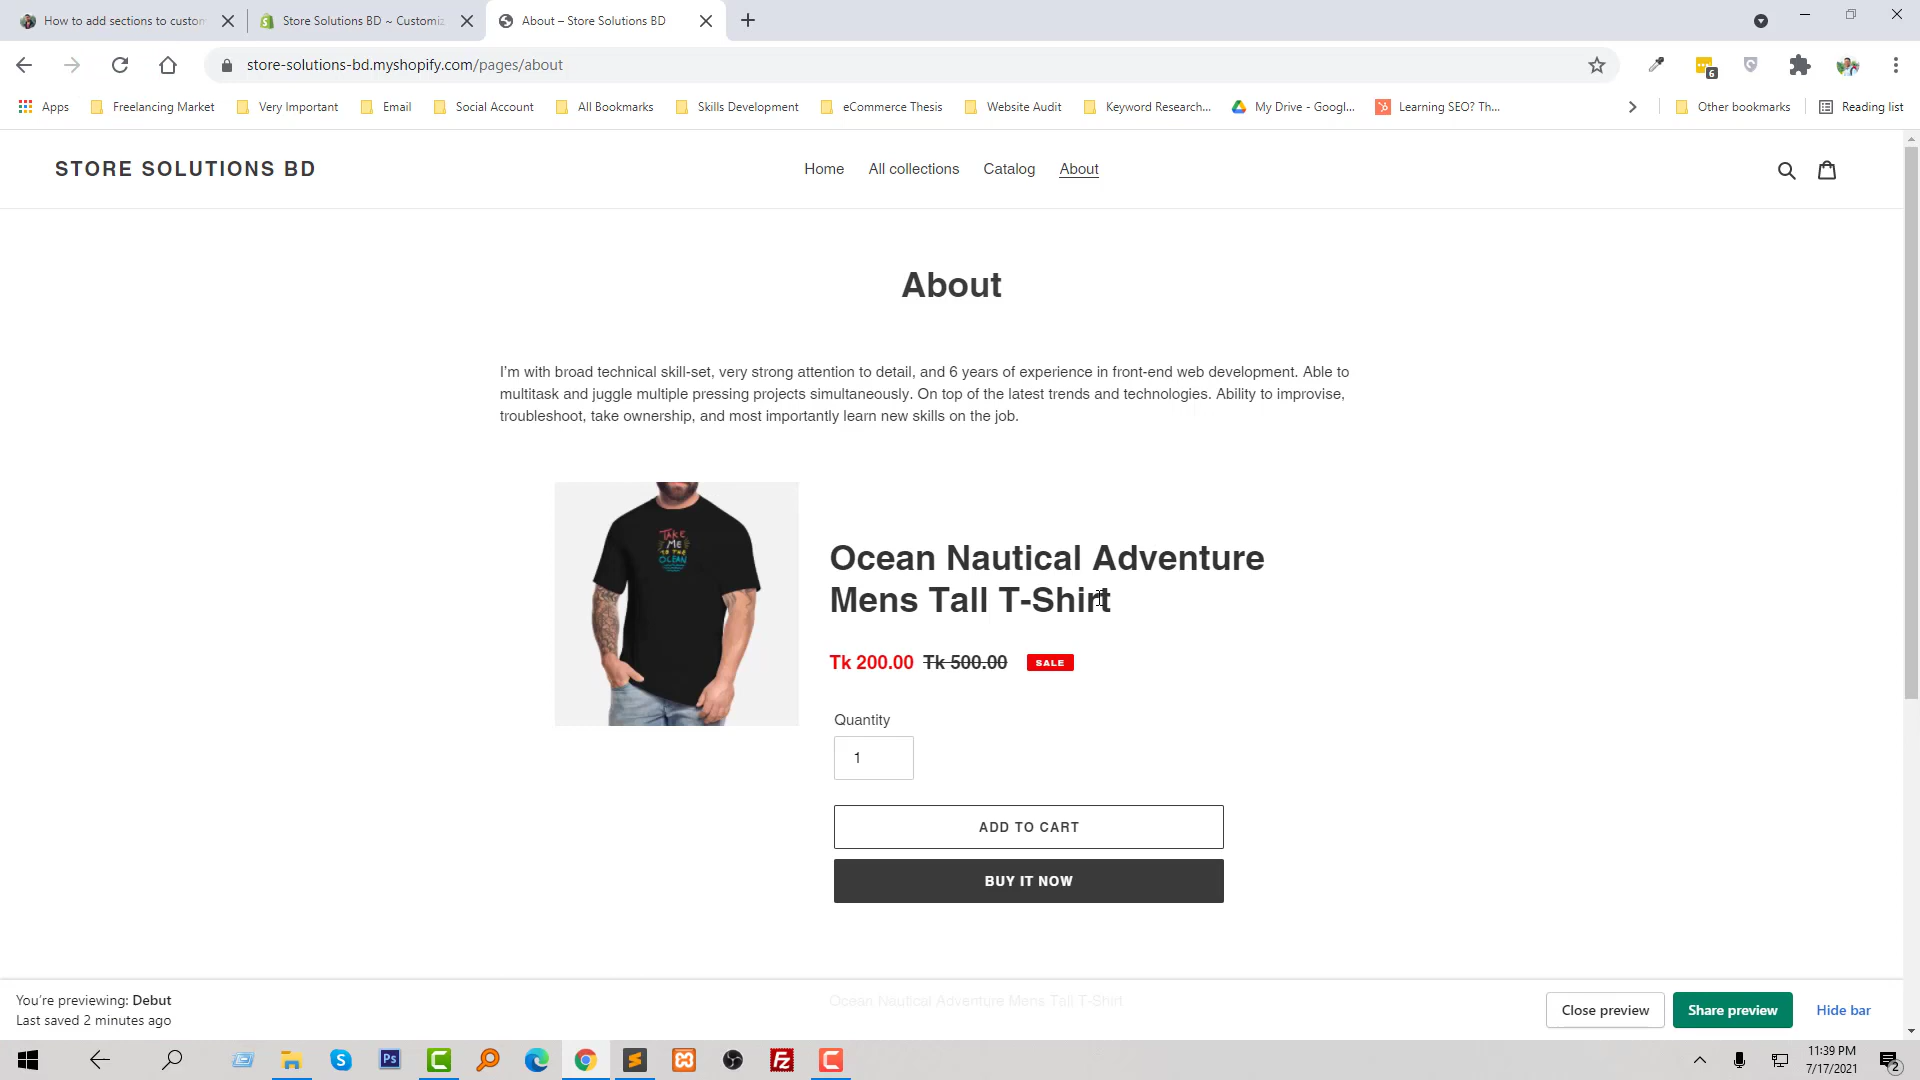 How to add sections to custom
Store Solutions BD ~ Customiz
About – Store Solutions BD
store-solutions-bd.myshopify.com/pages/about
6
Apps
Freelancing Market
Very Important
Email
Social Account
All Bookmarks
Skills Development
eCommerce Thesis
Website Audit
Keyword Research...
My Drive - Googl...
Learning SEO? Th...
Other bookmarks
Reading list
STORE SOLUTIONS BD
Home
All collections
Catalog
About
About
I'm with broad technical skill-set, very strong attention to detail, and 6 years of experience in front-end web development. Able to
multitask and juggle multiple pressing projects simultaneously. On top of the latest trends and technologies. Ability to improvise,
troubleshoot, take ownership, and most importantly learn new skills on the job.
TAKE
ME
TO THE
OCEAN
Ocean Nautical Adventure
Mens Tall T-Shirt
Tk 200.00 Tk 500.00 SALE
Quantity
1
ADD TO CART
BUY IT NOW
Ocean Nautical Adventure Mens Tall T-Shirt
You're previewing: Debut
Last saved 2 minutes ago
Close preview
Share preview
Hide bar
11:39 PM
7/17/2021
2